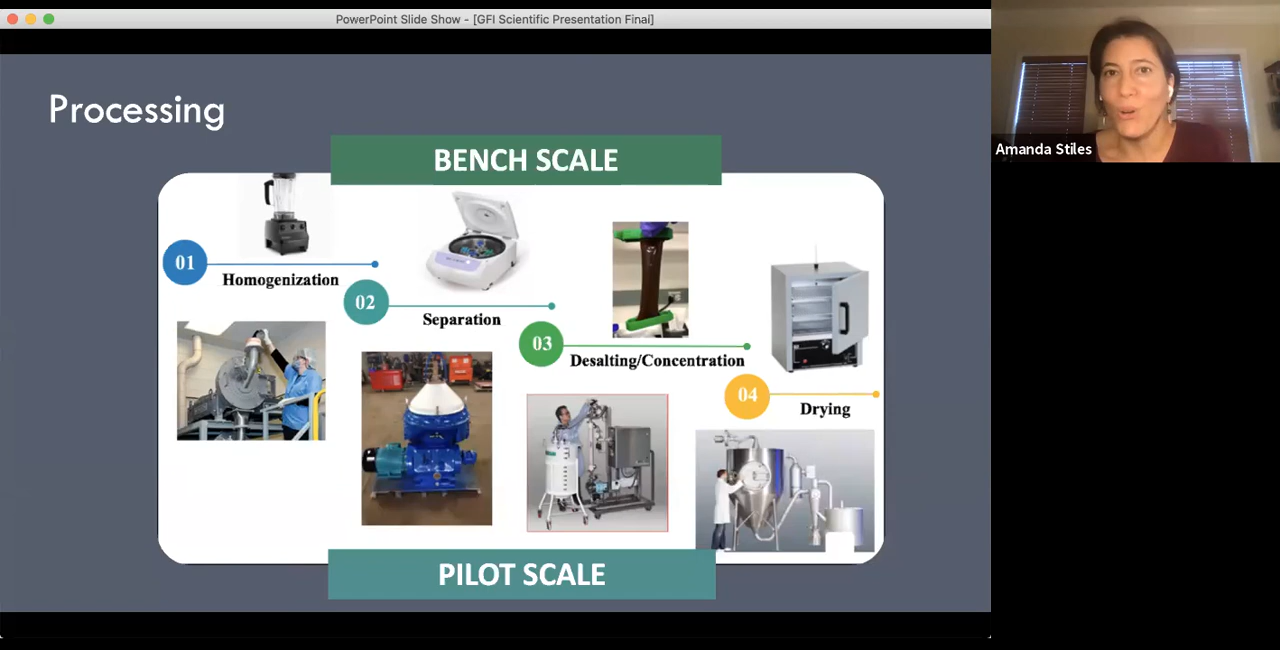 PowerPoint Slide Show - [GFI Scientific Presentation Final]
Processing
BENCH SCALE
01
Homogenization
02
Separation
03
Desalting/Concentration
04
Drying
PILOT SCALE
Amanda Stiles